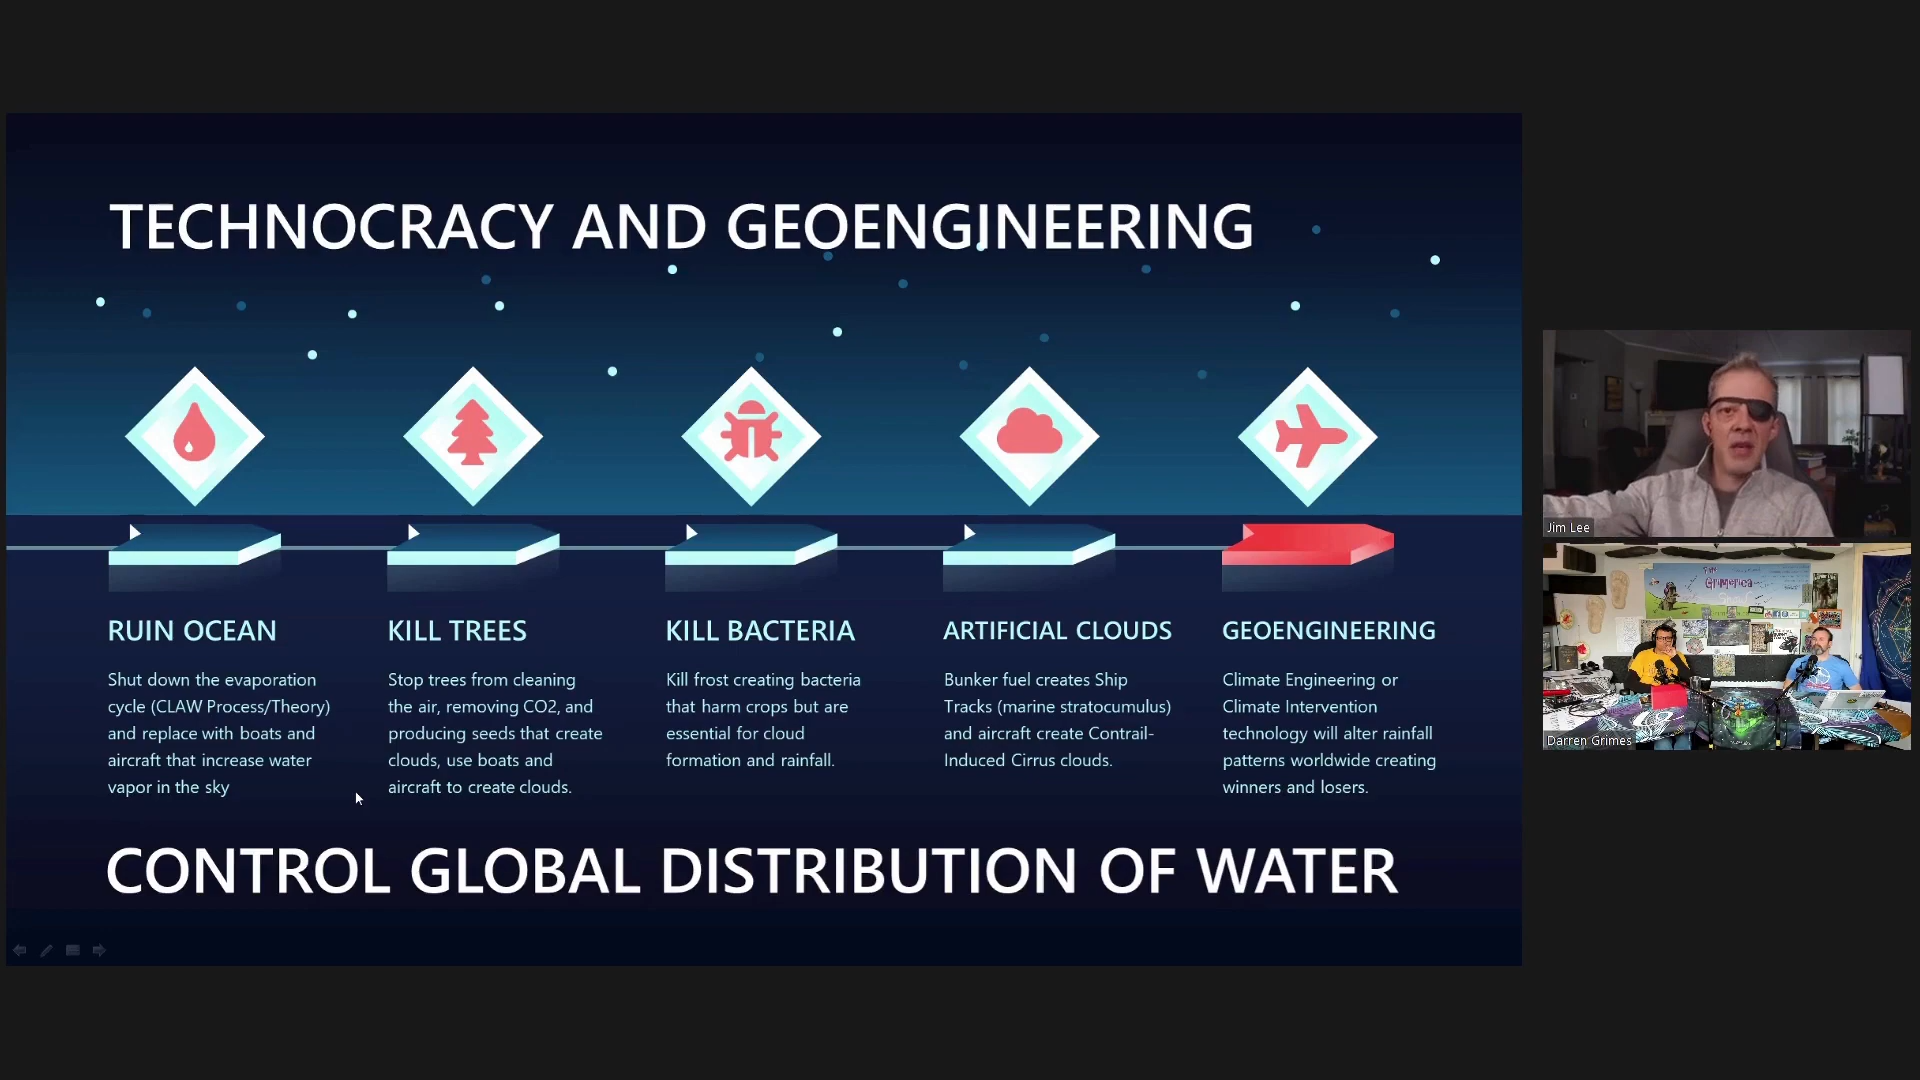 TECHNOCRACY AND GEOENGINEERING
RUIN OCEAN
Shut down the evaporation
cycle (CLAW Process/Theory)
and replace with boats and
aircraft that increase water
vapor in the sky
KILL TREES
Stop trees from cleaning
the air, removing CO2, and
producing seeds that create
clouds, use boats and
aircraft to create clouds.
KILL BACTERIA
Kill frost creating bacteria
that harm crops but are
essential for cloud
formation and rainfall.
ARTIFICIAL CLOUDS
Bunker fuel creates Ship
Tracks (marine stratocumulus)
and aircraft create Contrail-
Induced Cirrus clouds.
GEOENGINEERING
Climate Engineering or
Climate Intervention
technology will alter rainfall
patterns worldwide creating
winners and losers.
CONTROL GLOBAL DISTRIBUTION OF WATER
Jim Lee
Grimerica
Darren Grimes